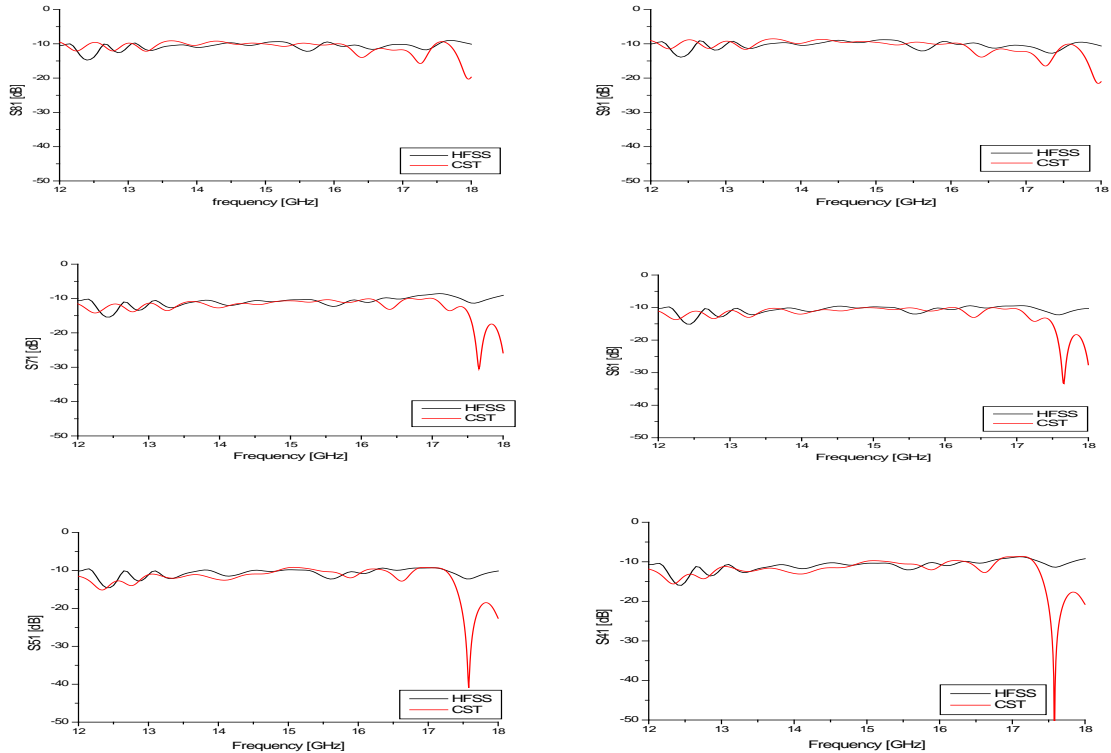 0
-10
-20
-30
-40
-50
S81 [dB]
12 13 14 15 16 17 18
frequency [GHz]
HFSS
CST
0
-10
-20
-30
-40
-50
S91 [dB]
12 13 14 15 16 17 18
Frequency [GHz]
HFSS
CST
0
-10
-20
-30
-40
-50
S71 [dB]
12 13 14 15 16 17 18
Frequency [GHz]
HFSS
CST
0
-10
-20
-30
-40
-50
S61 [dB]
12 13 14 15 16 17 18
Frequency [GHz]
HFSS
CST
0
-10
-20
-30
-40
-50
S51 [dB]
12 13 14 15 16 17 18
Frequency [GHz]
HFSS
CST
0
-10
-20
-30
-40
-50
S41 [dB]
12 13 14 15 16 17 18
Frequency [GHz]
HFSS
CST